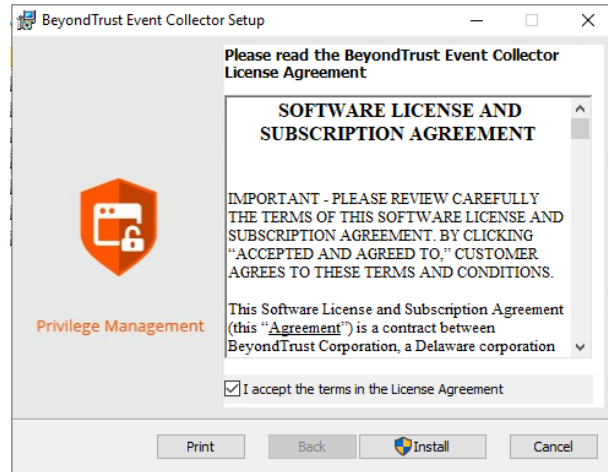 BeyondTrust Event Collector Setup
Please read the BeyondTrust Event Collector
License Agreement
SOFTWARE LICENSE AND
SUBSCRIPTION AGREEMENT
IMPORTANT - PLEASE REVIEW CAREFULLY
THE TERMS OF THIS SOFTWARE LICENSE AND
SUBSCRIPTION AGREEMENT. BY CLICKING
“ACCEPTED AND AGREED TO,” CUSTOMER
AGREES TO THESE TERMS AND CONDITIONS.
This Software License and Subscription Agreement
(this “Agreement”) is a contract between
BeyondTrust Corporation, a Delaware corporation
Privilege Management
I accept the terms in the License Agreement
Print
Back
Install
Cancel